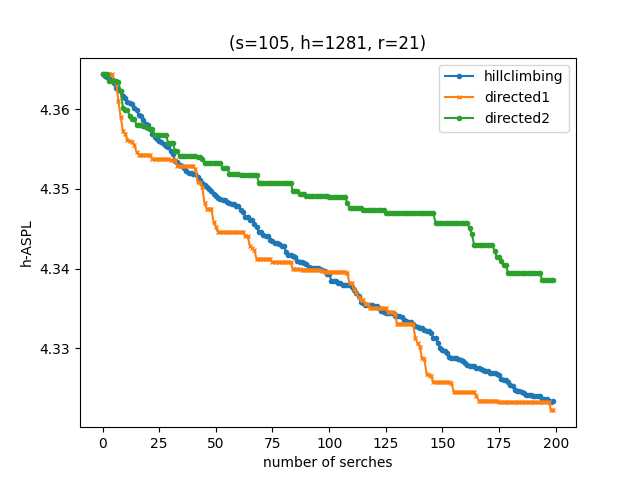 (s=105, h=1281, r=21)
hillclimbing
directed1
directed2
4.36
4.35
4.34
4.33
h-ASPL
0 25 50 75 100 125 150 175 200
number of serches